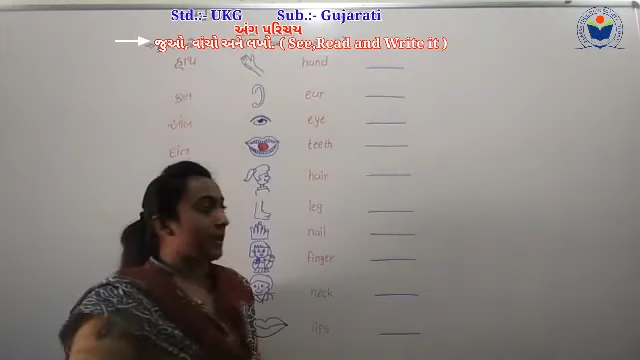 Std.:- UKG Sub.:- Gujarati
અંગ પરિચય
જુઓ, વાંચો અને લખો. ( See,Read and Write it )
હાથ hand
કાન ear
આંખ eye
દાંત teeth
hair
leg
nail
finger
neck
lips